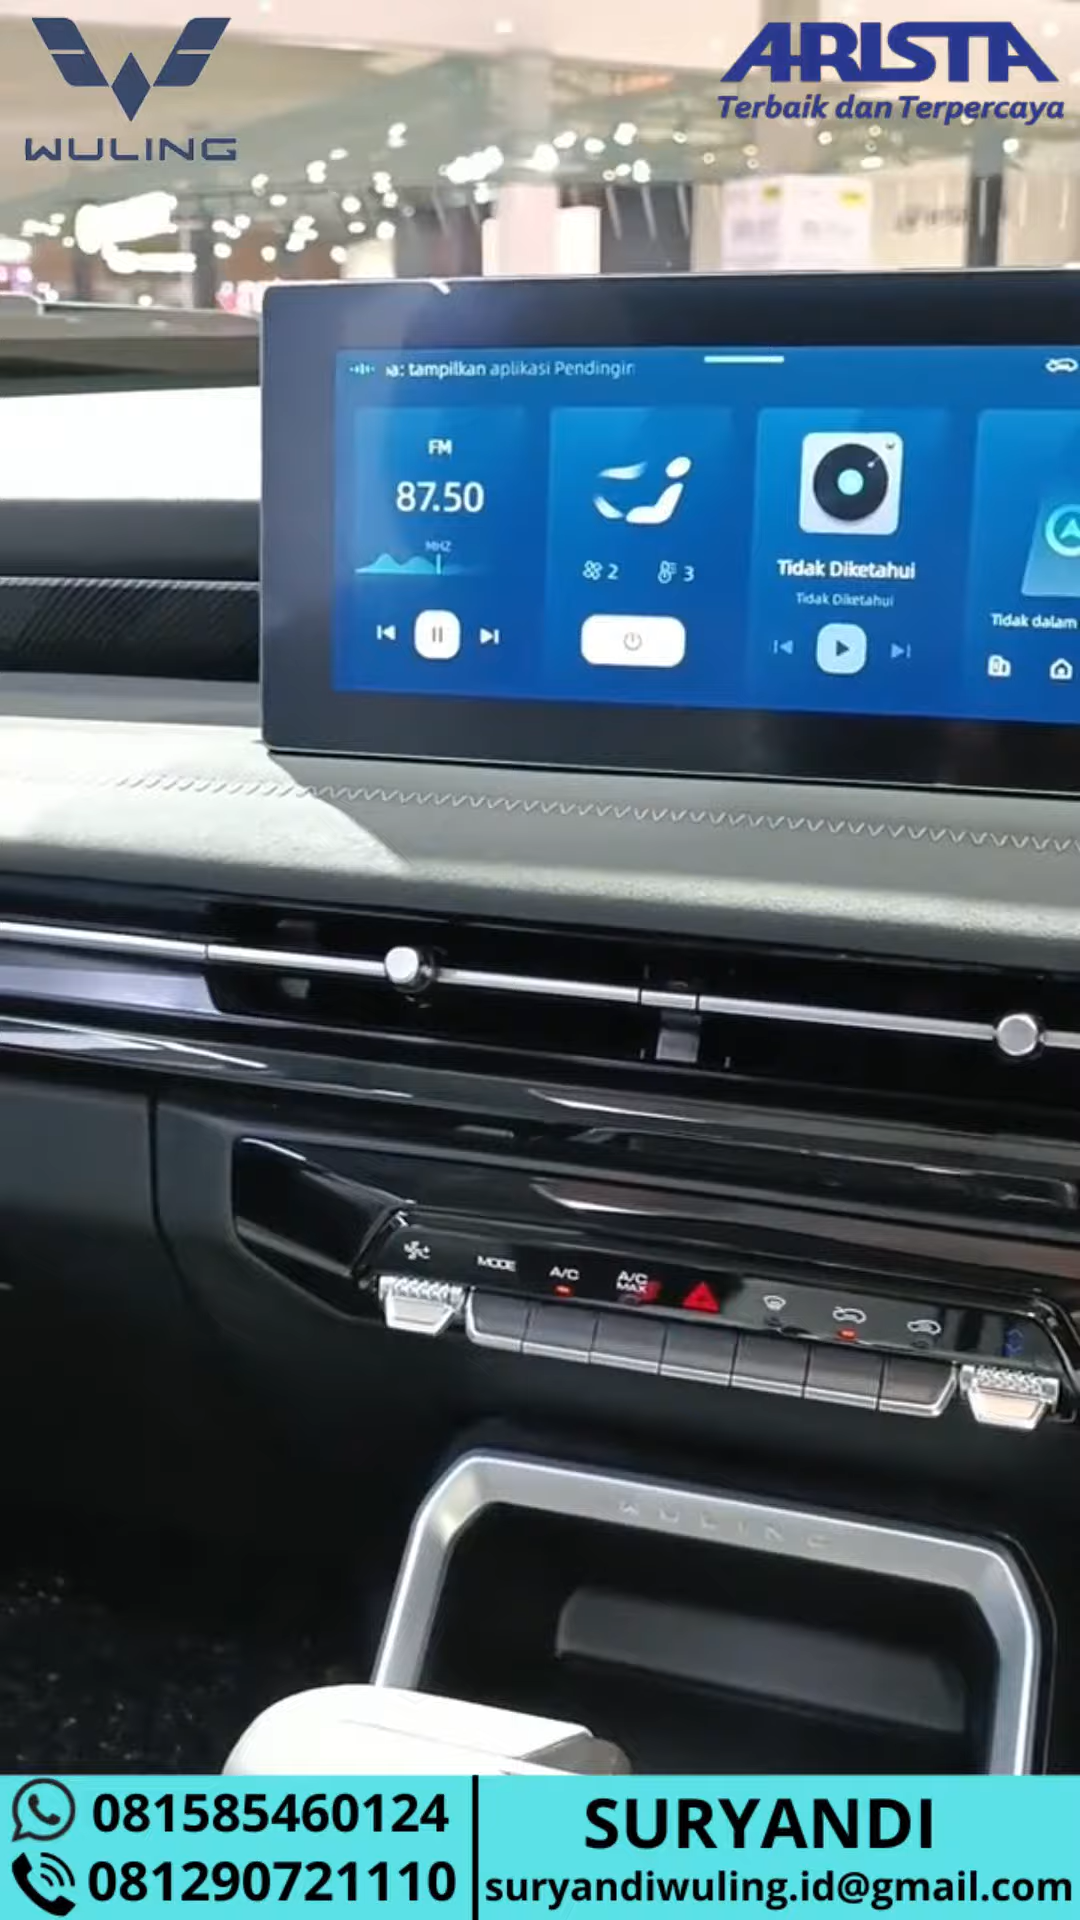 WULING
ARISTA
Terbaik dan Terpercaya
a: tampilkan aplikasi Pendingin
FM
87.50
MHZ
2
3
Tidak Diketahui
Tidak Diketahui
Tidak dalam
MODE
A/C
A/C
MAX
WULING
081585460124
081290721110
SURYANDI
suryandiwuling.id@gmail.com